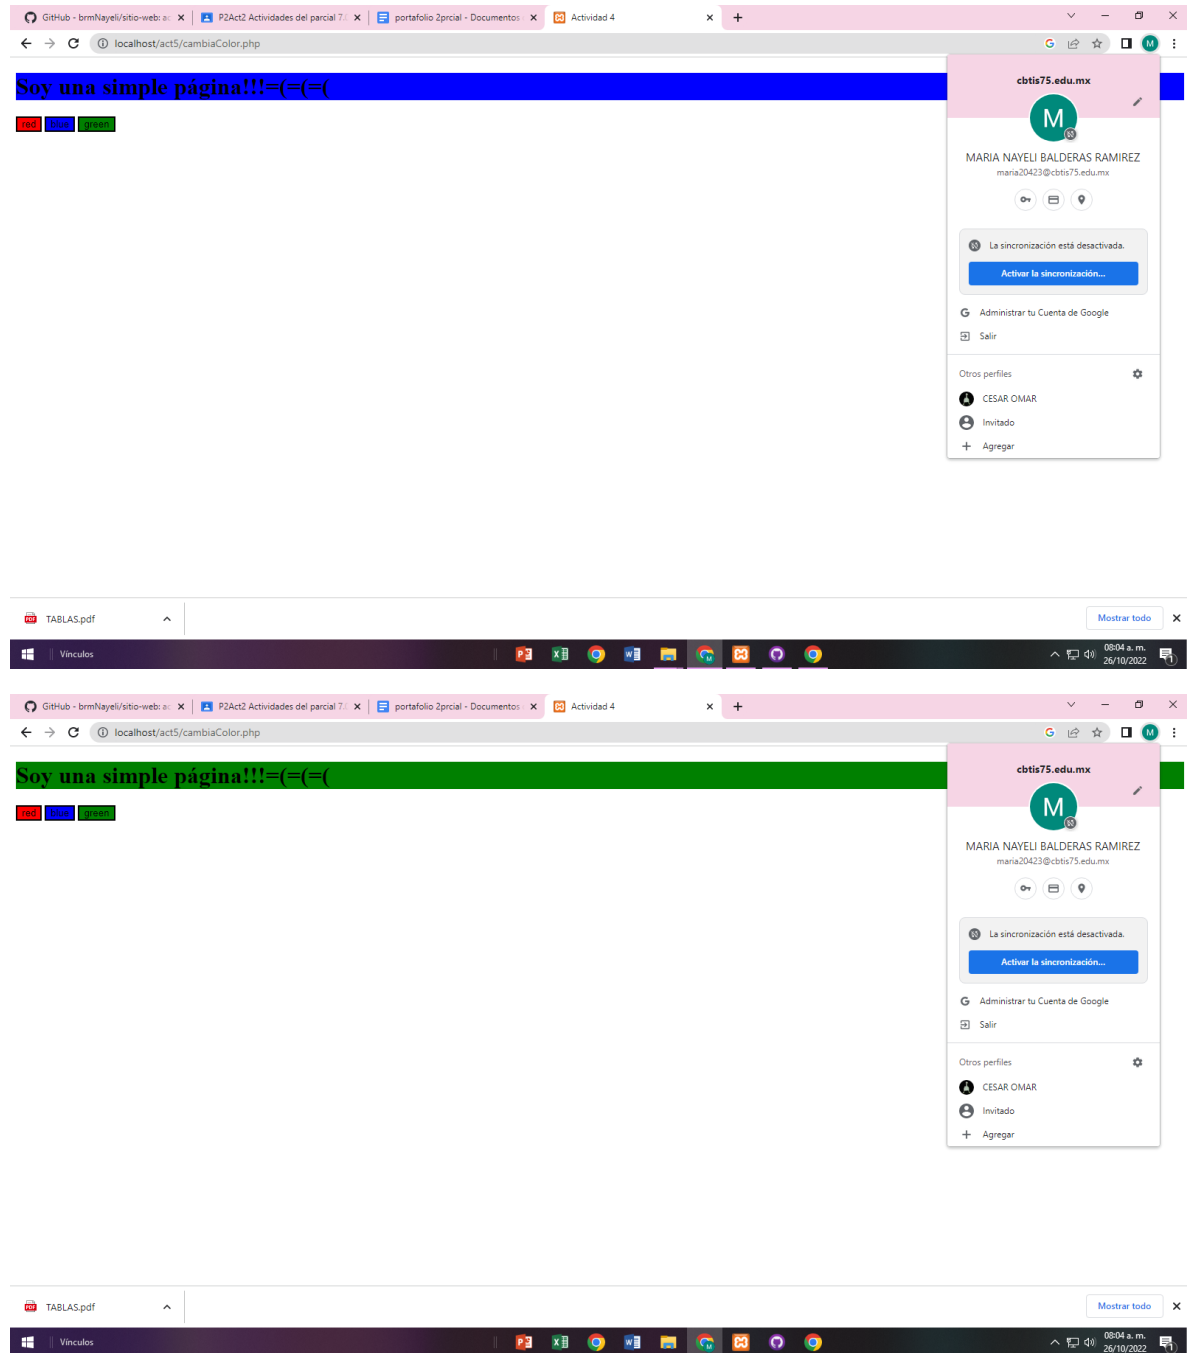 GitHub - brmNayeli/sitio-web: ac
P2Act2 Actividades del parcial 7.
portafolio 2prcial - Documentos
Actividad 4
localhost/act5/cambiaColor.php
Soy una simple página!!!=(=(=(
red blue green
cbtis75.edu.mx
M
MARIA NAYELI BALDERAS RAMIREZ
maria20423@cbtis75.edu.mx
La sincronización está desactivada.
Activar la sincronización...
Administrar tu Cuenta de Google
Salir
Otros perfiles
CESAR OMAR
Invitado
Agregar
TABLAS.pdf
Mostrar todo
Vínculos
08:04 a. m.
26/10/2022
GitHub - brmNayeli/sitio-web: ac
P2Act2 Actividades del parcial 7.
portafolio 2prcial - Documentos
Actividad 4
localhost/act5/cambiaColor.php
Soy una simple página!!!=(=(=(
red blue green
cbtis75.edu.mx
M
MARIA NAYELI BALDERAS RAMIREZ
maria20423@cbtis75.edu.mx
La sincronización está desactivada.
Activar la sincronización...
Administrar tu Cuenta de Google
Salir
Otros perfiles
CESAR OMAR
Invitado
Agregar
TABLAS.pdf
Mostrar todo
Vínculos
08:04 a. m.
26/10/2022